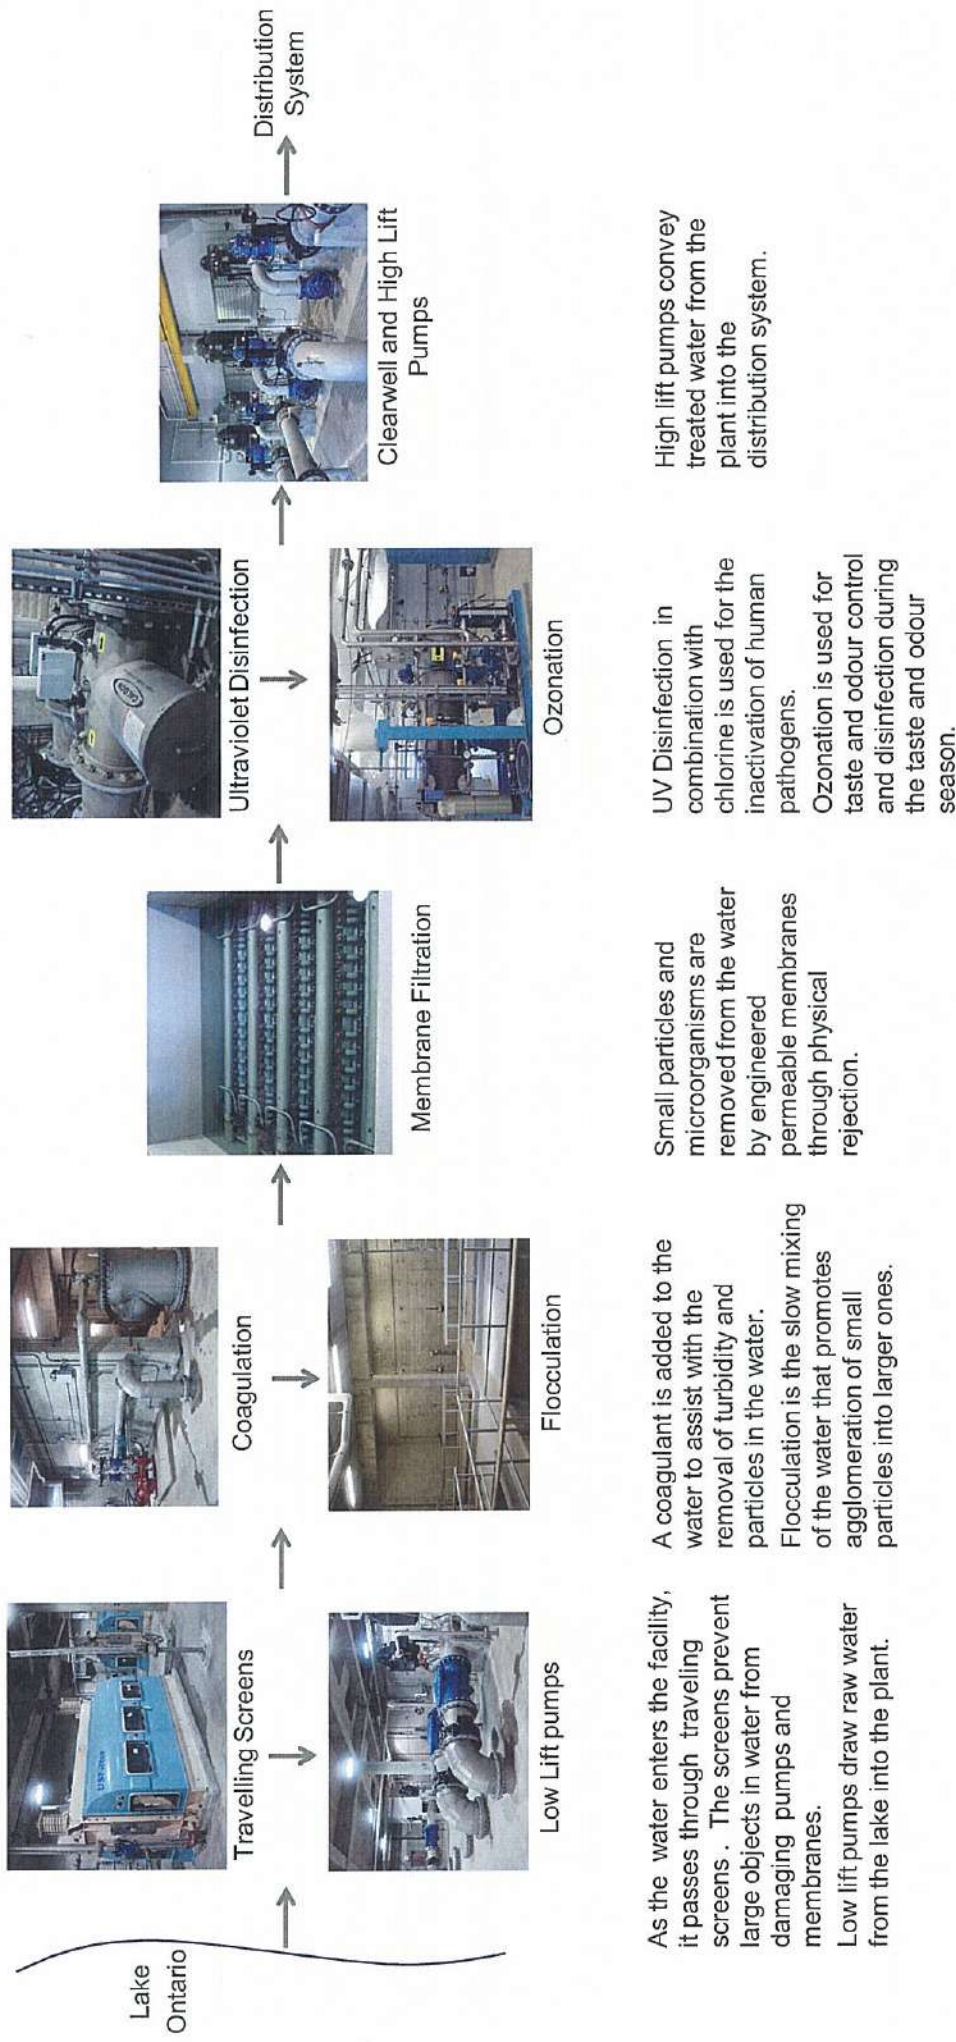 Lake
Ontario
Travelling Screens
Low Lift pumps
As the water enters the facility,
it passes through traveling
screens . The screens prevent
large objects in water from
damaging pumps and
membranes.
Low lift pumps draw raw water
from the lake into the plant.
Coagulation
Flocculation
A coagulant is added to the
water to assist with the
removal of turbidity and
particles in the water.
Flocculation is the slow mixing
of the water that promotes
agglomeration of small
particles into larger ones.
Membrane Filtration
Small particles and
microorganisms are
removed from the water
by engineered
permeable membranes
through physical
rejection.
Ultraviolet Disinfection
Ozonation
UV Disinfection in
combination with
chlorine is used for the
inactivation of human
pathogens.
Ozonation is used for
taste and odour control
and disinfection during
the taste and odour
season.
Clearwell and High Lift
Pumps
High lift pumps convey
treated water from the
plant into the
distribution system.
Distribution
System